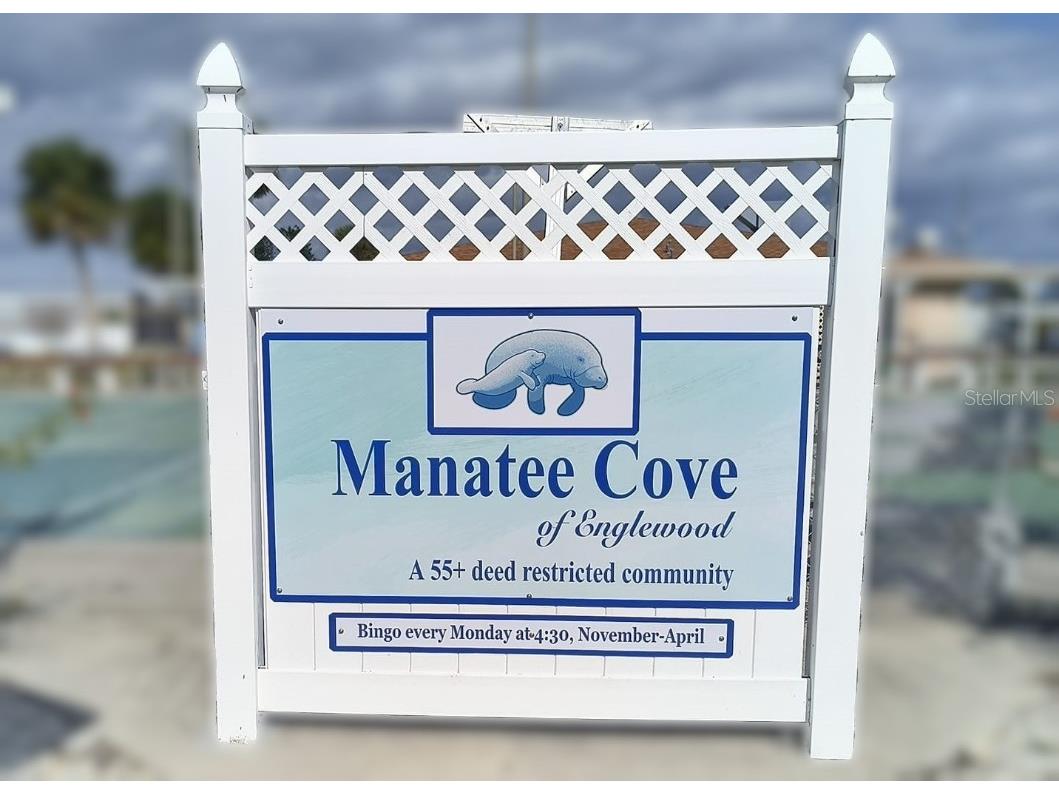 StellarMLS
Manatee Cove
of Englewood
A 55+ deed restricted community
Bingo every Monday at 4:30, November-April